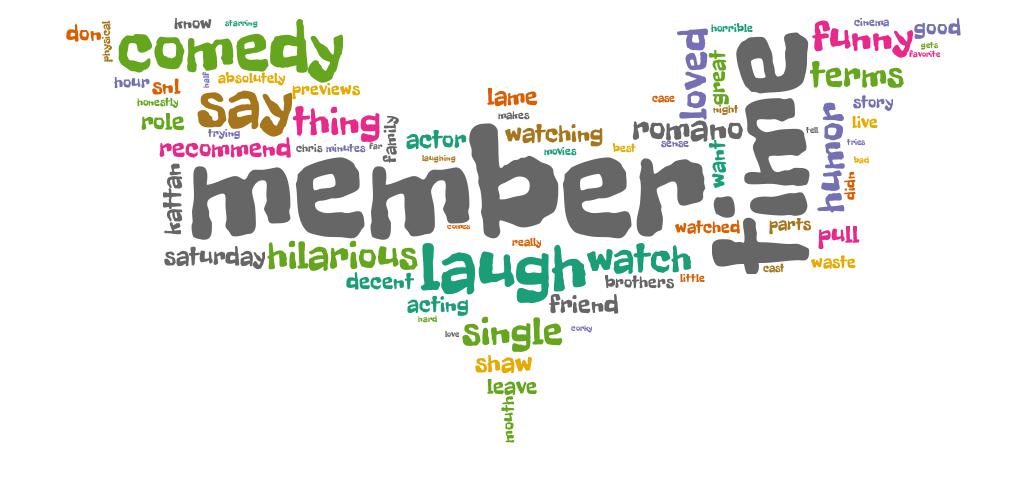 don
physical
know
starring
comedy
hour
snl
half
absolutely
previews
honestly
say
role
trying
thing
recommend
chris
minutes
far
family
actor
laughing
lame
makes
watching
movies
best
case
loved
horrible
great
night
romano
sense
want
time
funny
cinema
good
gets
favorite
terms
story
live
humor
tell
tries
bad
didn
kattan
member
comes
saturday
hilarious
laugh
really
watch
watched
parts
pull
cast
waste
decent
brothers
little
acting
friend
hard
love
single
corky
shaw
leave
mouth